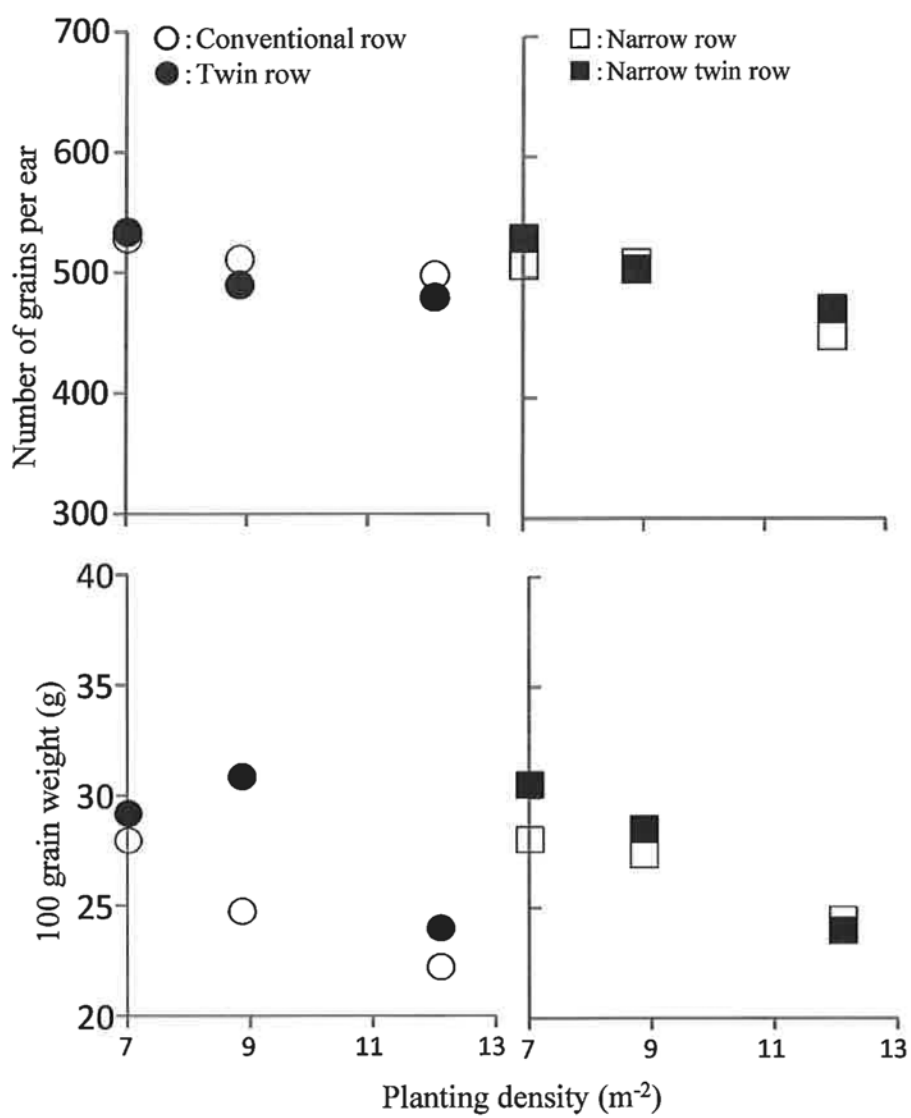 700
600
500
400
300
Number of grains per ear
○ : Conventional row
● : Twin row
□ : Narrow row
■ : Narrow twin row
40
35
30
25
20
100 grain weight (g)
7 9 11 13 7 9 11 13
Planting density (m⁻²)